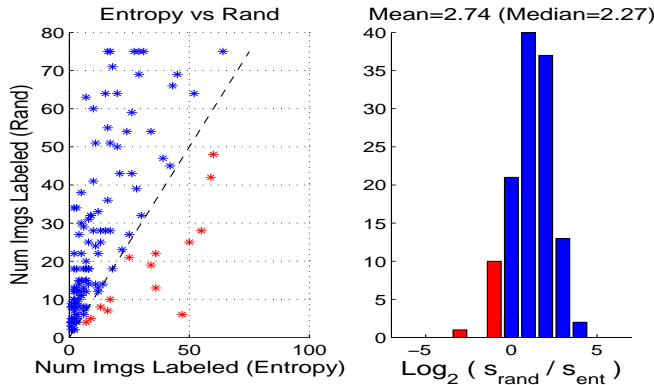 Entropy vs Rand
80
70
60
50
40
30
20
10
0
0 50 100
Num Imgs Labeled (Rand)
Num Imgs Labeled (Entropy)
Mean=2.74 (Median=2.27)
40
35
30
25
20
15
10
5
0
−5 0 5
Log2 ( srand / sent )